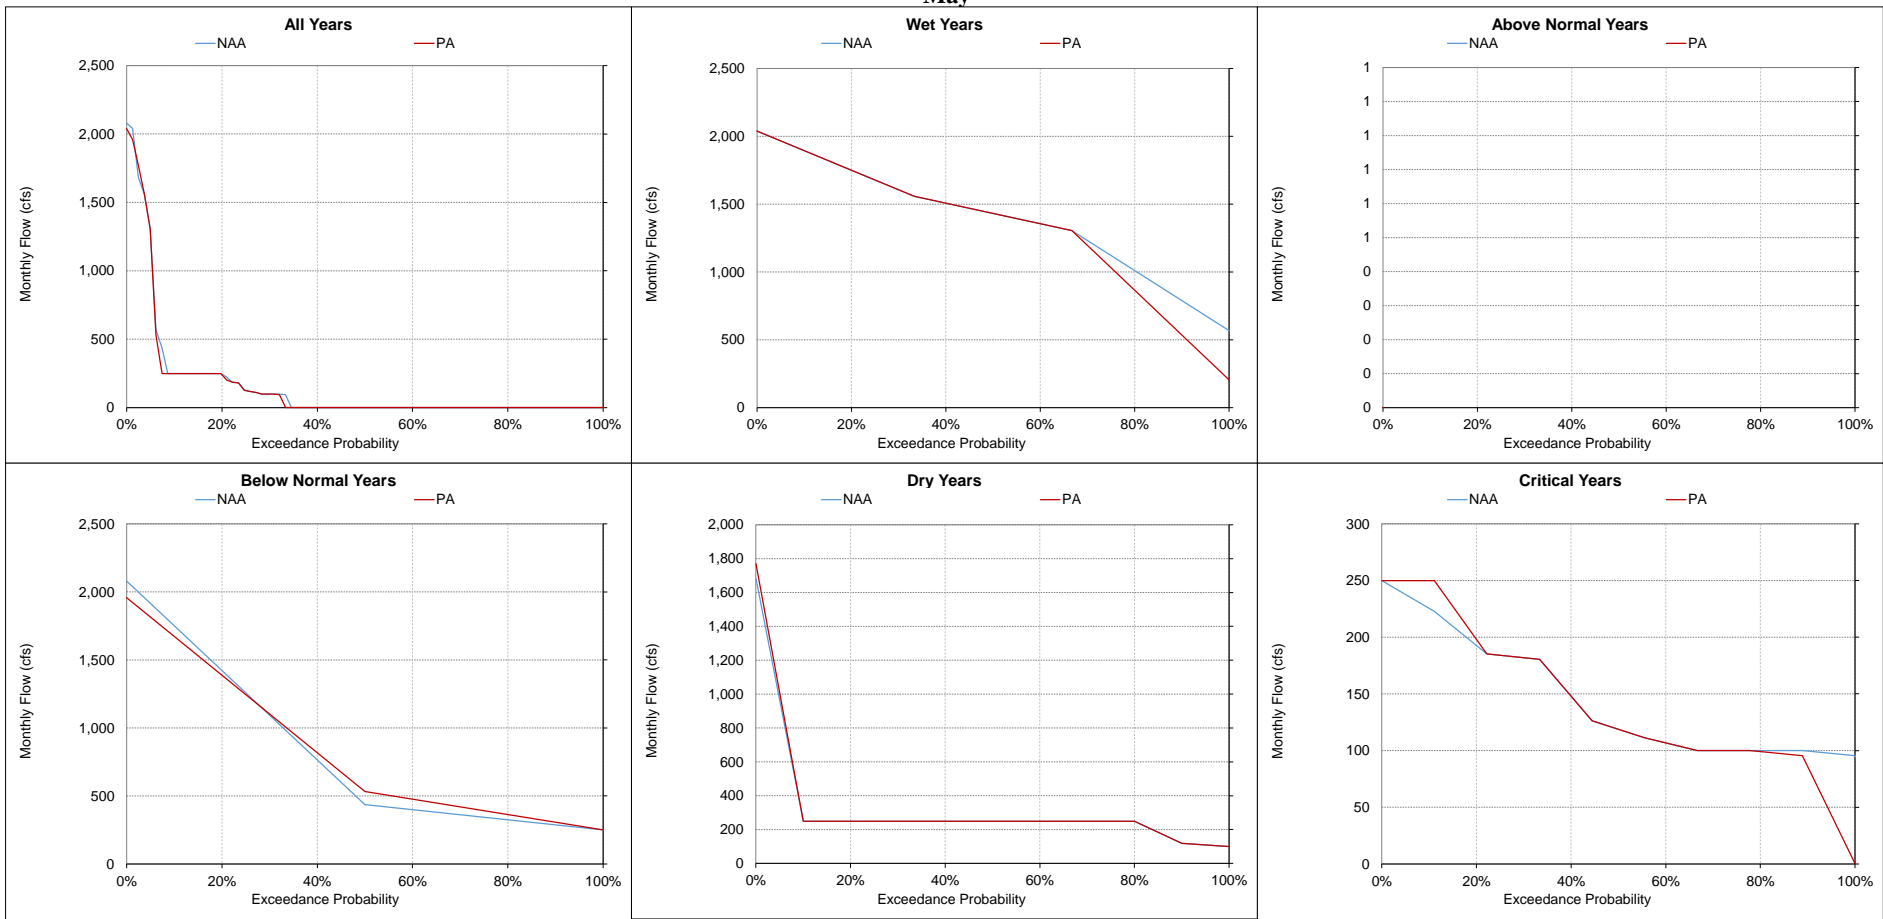 May
All Years
NAA PA
2,500
2,000
1,500
1,000
500
0
Monthly Flow (cfs)
0% 20% 40% 60% 80% 100%
Exceedance Probability
Wet Years
NAA PA
2,500
2,000
1,500
1,000
500
0
Monthly Flow (cfs)
0% 20% 40% 60% 80% 100%
Exceedance Probability
Above Normal Years
NAA PA
1
1
1
1
1
1
0
0
0
0
0
Monthly Flow (cfs)
0% 20% 40% 60% 80% 100%
Exceedance Probability
Below Normal Years
NAA PA
2,500
2,000
1,500
1,000
500
0
Monthly Flow (cfs)
0% 20% 40% 60% 80% 100%
Exceedance Probability
Dry Years
NAA PA
2,000
1,800
1,600
1,400
1,200
1,000
800
600
400
200
0
Monthly Flow (cfs)
0% 20% 40% 60% 80% 100%
Exceedance Probability
Critical Years
NAA PA
300
250
200
150
100
50
0
Monthly Flow (cfs)
0% 20% 40% 60% 80% 100%
Exceedance Probability